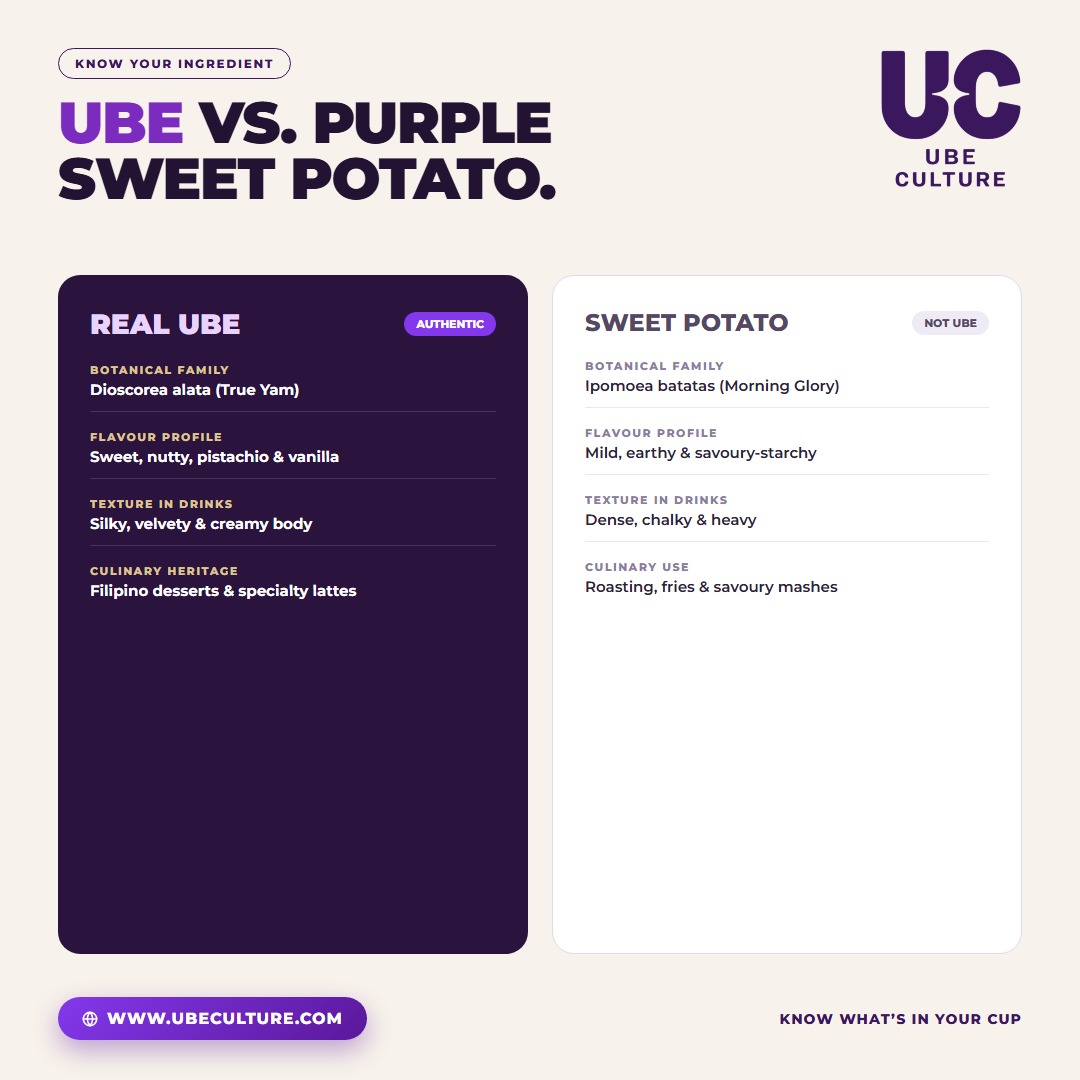 KNOW YOUR INGREDIENT
UBE VS. PURPLE
SWEET POTATO.
UC
UBE
CULTURE
REAL UBE
AUTHENTIC
BOTANICAL FAMILY
Dioscorea alata (True Yam)
FLAVOUR PROFILE
Sweet, nutty, pistachio & vanilla
TEXTURE IN DRINKS
Silky, velvety & creamy body
CULINARY HERITAGE
Filipino desserts & specialty lattes
SWEET POTATO
NOT UBE
BOTANICAL FAMILY
Ipomoea batatas (Morning Glory)
FLAVOUR PROFILE
Mild, earthy & savoury-starchy
TEXTURE IN DRINKS
Dense, chalky & heavy
CULINARY USE
Roasting, fries & savoury mashes
WWW.UBECULTURE.COM
KNOW WHAT’S IN YOUR CUP